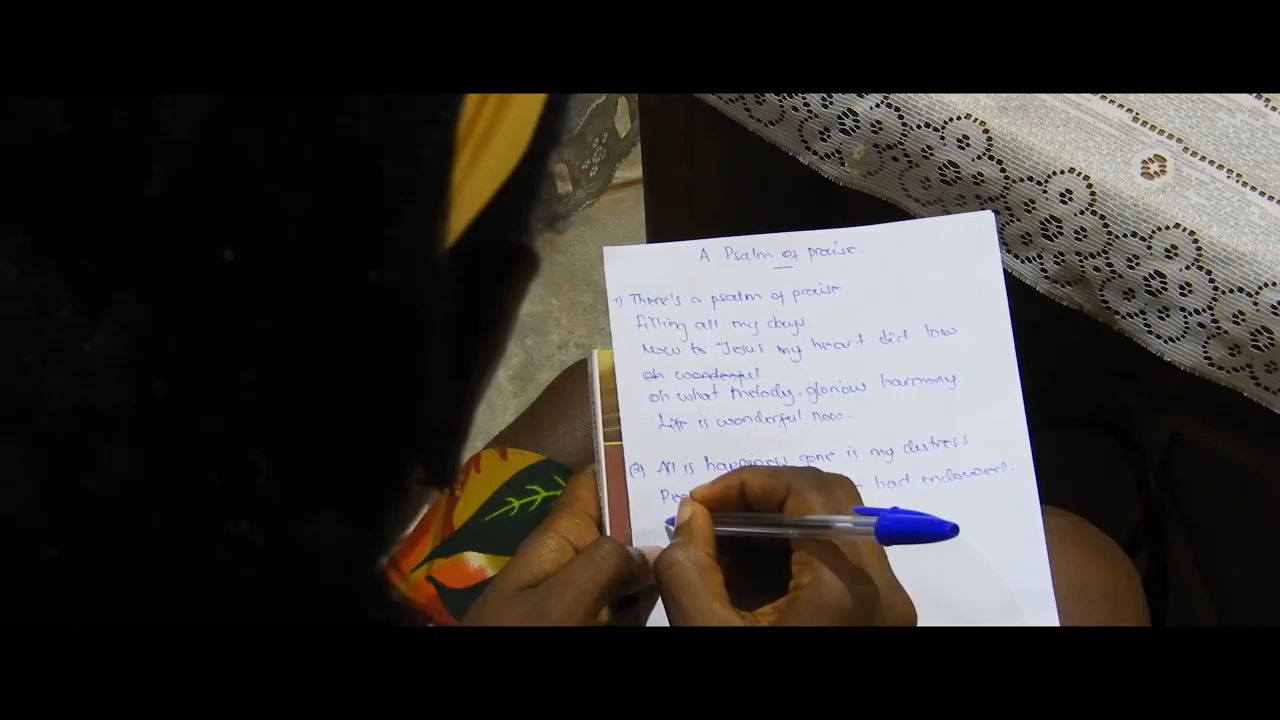 A Psalm of praise.
1) There's a psalm of praise
filling all my days
Now to Jesus my heart did bow
oh wonderful
oh what melody, glorious harmony
Life is wonderful now.
(2) All is happiness gone is my distress
had endowed.